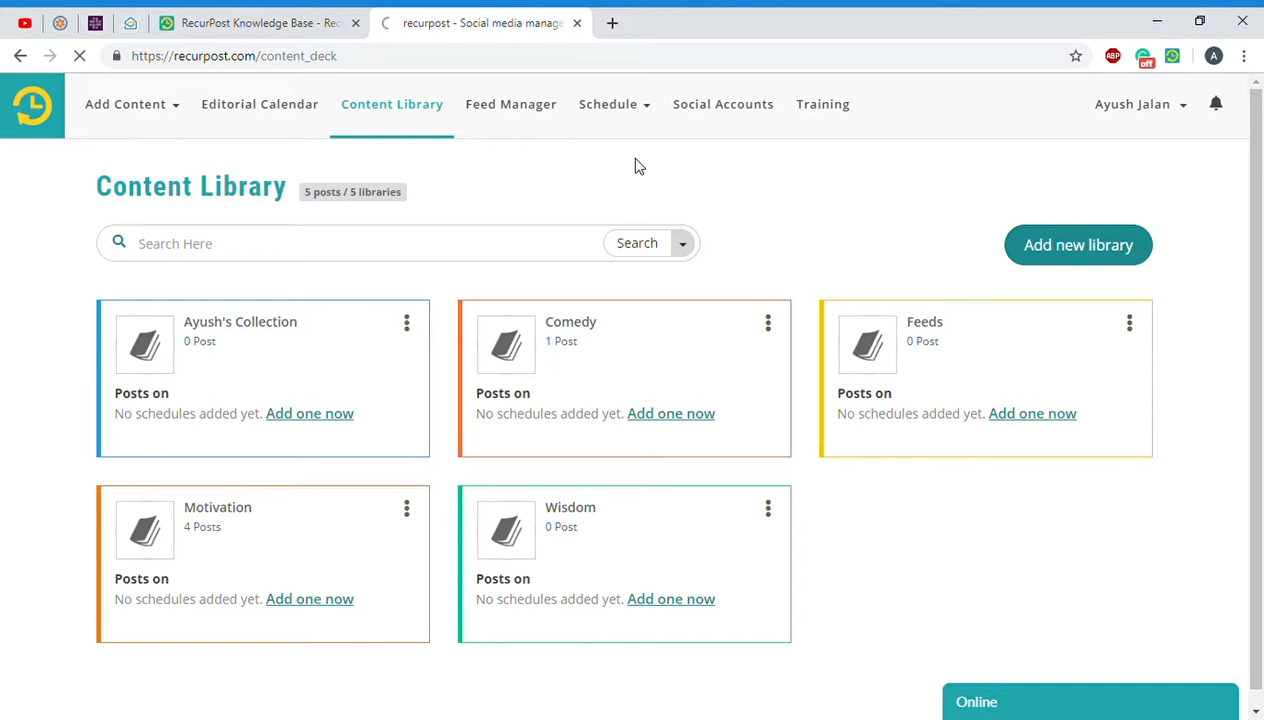 RecurPost Knowledge Base - Rec
recurpost - Social media manage
https://recurpost.com/content_deck
ABP
off
A
Add Content
Editorial Calendar
Content Library
Feed Manager
Schedule
Social Accounts
Training
Ayush Jalan
Content Library
5 posts / 5 libraries
Search Here
Search
Add new library
Ayush's Collection
0 Post
Posts on
No schedules added yet. Add one now
Comedy
1 Post
Posts on
No schedules added yet. Add one now
Feeds
0 Post
Posts on
No schedules added yet. Add one now
Motivation
4 Posts
Posts on
No schedules added yet. Add one now
Wisdom
0 Post
Posts on
No schedules added yet. Add one now
Online